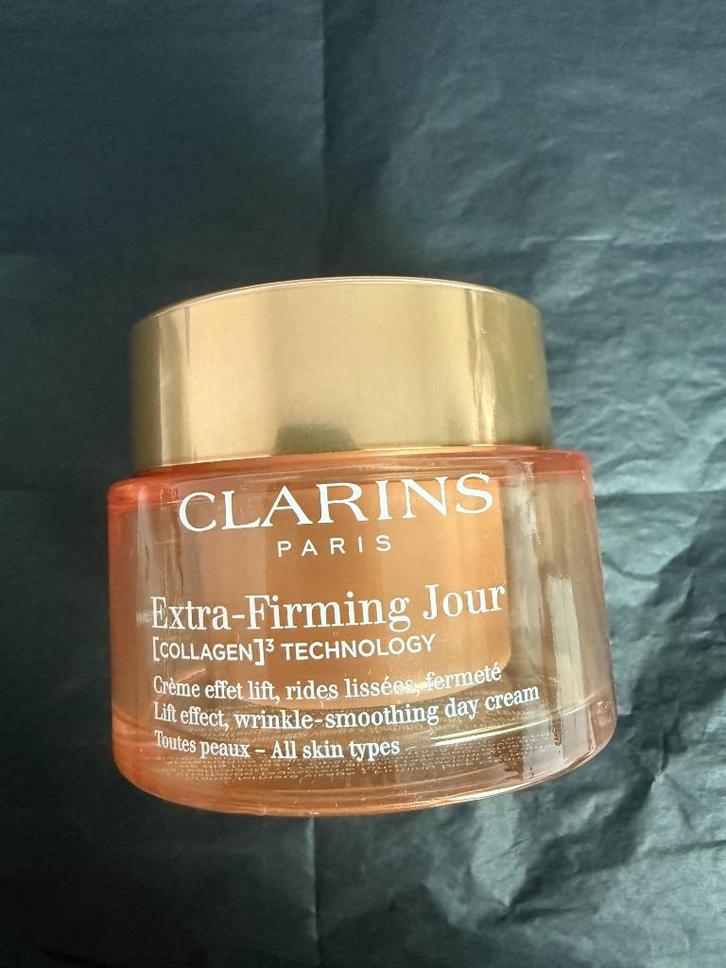 CLARINS
PARIS
Extra-Firming Jour
[COLLAGEN]³ TECHNOLOGY
Crème effet lift, rides lissées, fermeté
Lift effect, wrinkle-smoothing day cream
Toutes peaux – All skin types